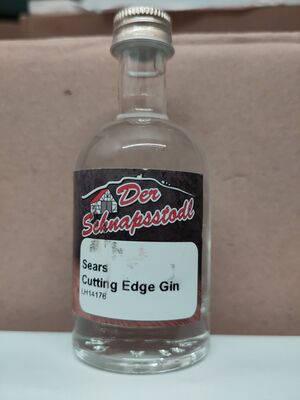 Der
Schnapsstodl
Sears
Cutting Edge Gin
LH14176